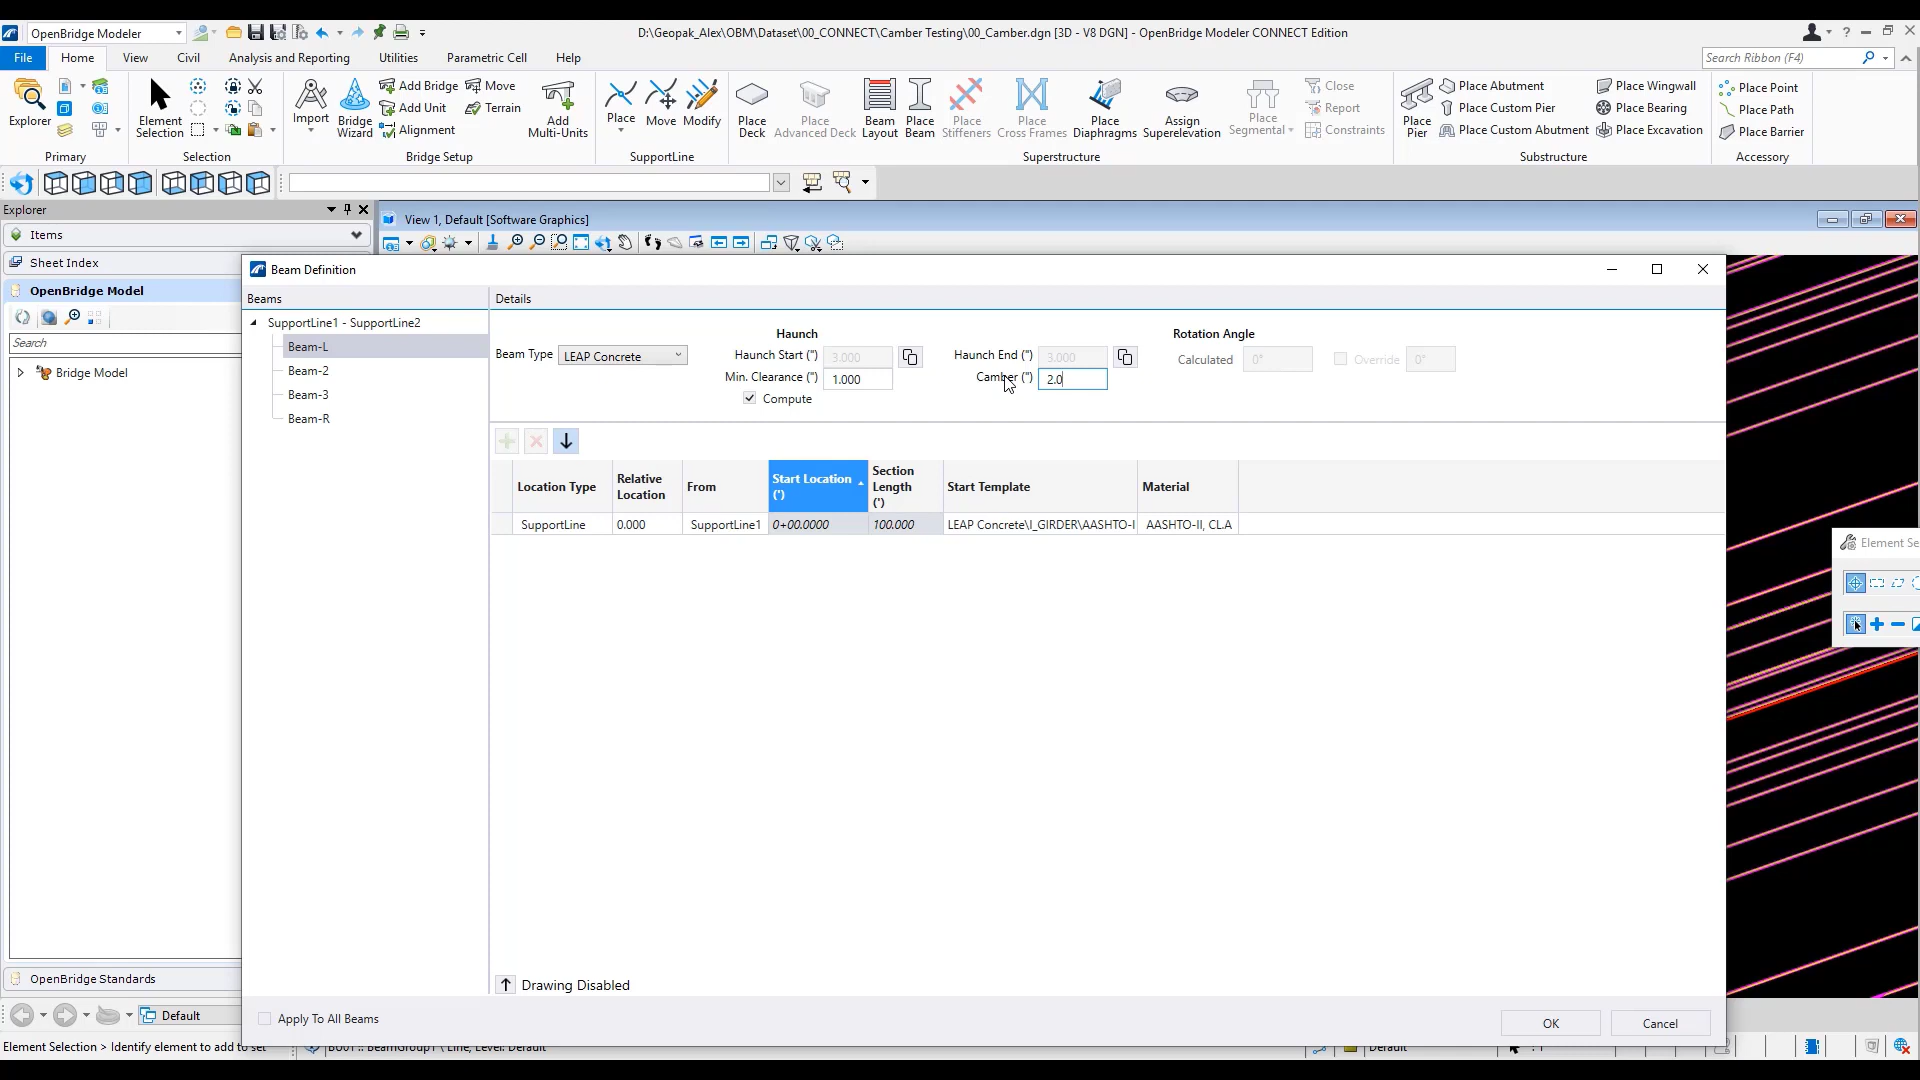 OpenBridge Modeler
D:\Geopak_Alex\OBM\Dataset\00_CONNECT\Camber Testing\00_Camber.dgn [3D - V8 DGN] - OpenBridge Modeler CONNECT Edition
File Home View Civil Analysis and Reporting Utilities Parametric Cell Help Search Ribbon (F4)
Explorer
Element Selection
Import
Bridge Wizard
Add Bridge Move
Add Unit Terrain
Alignment
Add Multi-Units
Place Move Modify
Place Deck
Place Advanced Deck
Beam Layout
Place Beam
Place Stiffeners
Place Cross Frames
Place Diaphragms
Assign Superelevation
Place Segmental
Close
Report
Constraints
Place Pier
Place Abutment Place Wingwall
Place Custom Pier Place Bearing
Place Custom Abutment Place Excavation
Place Point
Place Path
Place Barrier
Primary Selection Bridge Setup SupportLine Superstructure Substructure Accessory
Explorer
Items
Sheet Index
OpenBridge Model
Search
Bridge Model
OpenBridge Standards
View 1, Default [Software Graphics]
Beam Definition
Beams
SupportLine1 - SupportLine2
Beam-L
Beam-2
Beam-3
Beam-R
Details
Haunch Rotation Angle
Beam Type LEAP Concrete Haunch Start (") 3.000 Haunch End (") 3.000 Calculated 0° Override 0°
Min. Clearance (") 1.000 Camber (") 2.0
Compute
Location Type Relative Location From Start Location (') Section Length (') Start Template Material
SupportLine 0.000 SupportLine1 0+00.0000 100.000 LEAP Concrete\I_GIRDER\AASHTO-I AASHTO-II, CL.A
Drawing Disabled
Apply To All Beams OK Cancel
Element Se
Default
Element Selection > Identify element to add to set B001 :: BeamGroup1 \ Line, Level: Default Default : 1